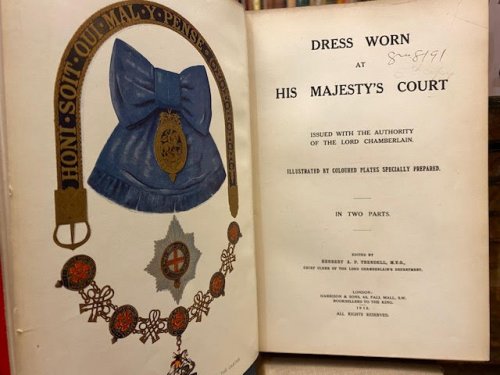 HONI·SOIT·QUI·MAL·Y·PENSE
DRESS WORN
AT
HIS MAJESTY'S COURT
ISSUED WITH THE AUTHORITY
OF THE LORD CHAMBERLAIN.
ILLUSTRATED BY COLOURED PLATES SPECIALLY PREPARED.
IN TWO PARTS.
EDITED BY
HERBERT A. P. TRENDELL, M.V.O.,
CHIEF CLERK OF THE LORD CHAMBERLAIN'S DEPARTMENT.
LONDON:
HARRISON & SONS, 45, PALL MALL, S.W.
BOOKSELLERS TO THE KING.
1912.
ALL RIGHTS RESERVED.